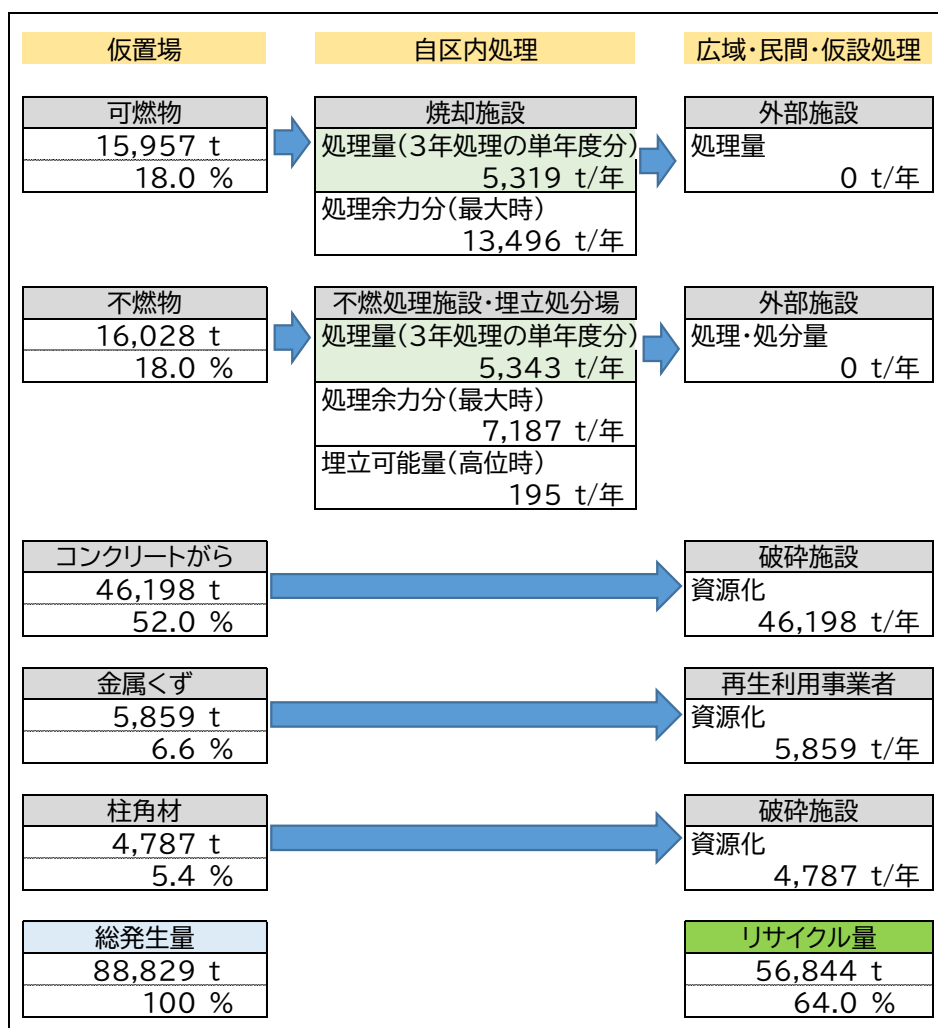 仮置場
自区内処理
広域・民間・仮設処理
可燃物
15,957 t
18.0 %
焼却施設
処理量(3年処理の単年度分)
5,319 t/年
処理余力分(最大時)
13,496 t/年
外部施設
処理量
0 t/年
不燃物
16,028 t
18.0 %
不燃処理施設・埋立処分場
処理量(3年処理の単年度分)
5,343 t/年
処理余力分(最大時)
7,187 t/年
埋立可能量(高位時)
195 t/年
外部施設
処理・処分量
0 t/年
コンクリートがら
46,198 t
52.0 %
破砕施設
資源化
46,198 t/年
金属くず
5,859 t
6.6 %
再生利用事業者
資源化
5,859 t/年
柱角材
4,787 t
5.4 %
破砕施設
資源化
4,787 t/年
総発生量
88,829 t
100 %
リサイクル量
56,844 t
64.0 %